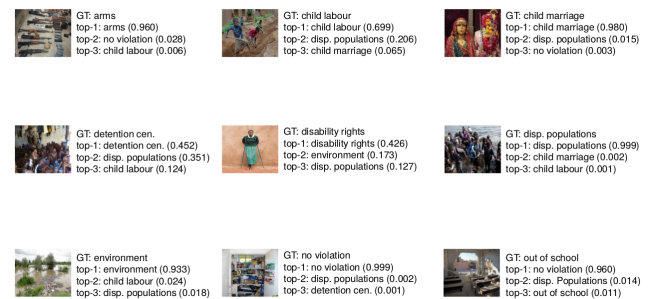 GT: arms
top-1: arms (0.960)
top-2: no violation (0.028)
top-3: child labour (0.006)
GT: child labour
top-1: child labour (0.699)
top-2: disp. populations (0.206)
top-3: child marriage (0.065)
GT: child marriage
top-1: child marriage (0.980)
top-2: disp. populations (0.015)
top-3: no violation (0.003)
GT: detention cen.
top-1: detention cen. (0.452)
top-2: disp. populations (0.351)
top-3: child labour (0.124)
GT: disability rights
top-1: disability rights (0.426)
top-2: environment (0.173)
top-3: disp. populations (0.127)
GT: disp. populations
top-1: disp. populations (0.999)
top-2: child marriage (0.002)
top-3: child labour (0.001)
GT: environment
top-1: environment (0.933)
top-2: child labour (0.024)
top-3: disp. populations (0.018)
GT: no violation
top-1: no violation (0.999)
top-2: disp. populations (0.002)
top-3: detention cen. (0.001)
GT: out of school
top-1: no violation (0.960)
top-2: disp. Populations (0.014)
top-3: out of school (0.011)